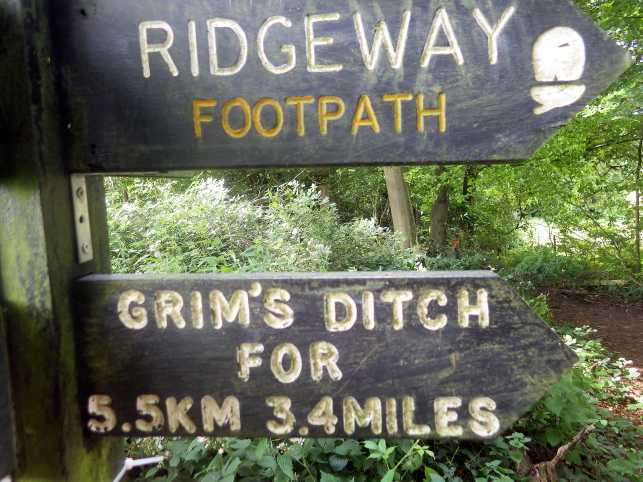 RIDGEWAY
FOOTPATH
GRIM'S DITCH
FOR
5.5KM 3.4MILES